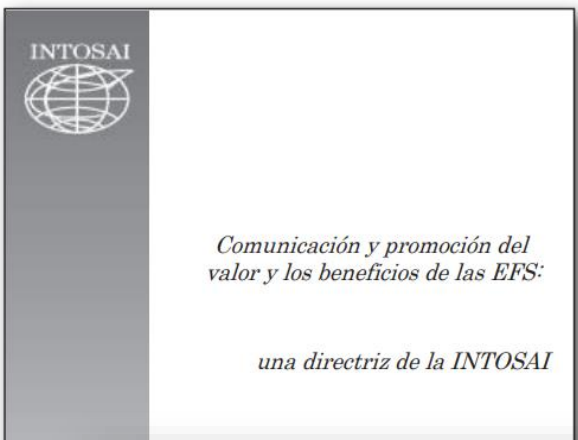 INTOSAI
Comunicación y promoción del
valor y los beneficios de las EFS:
una directriz de la INTOSAI